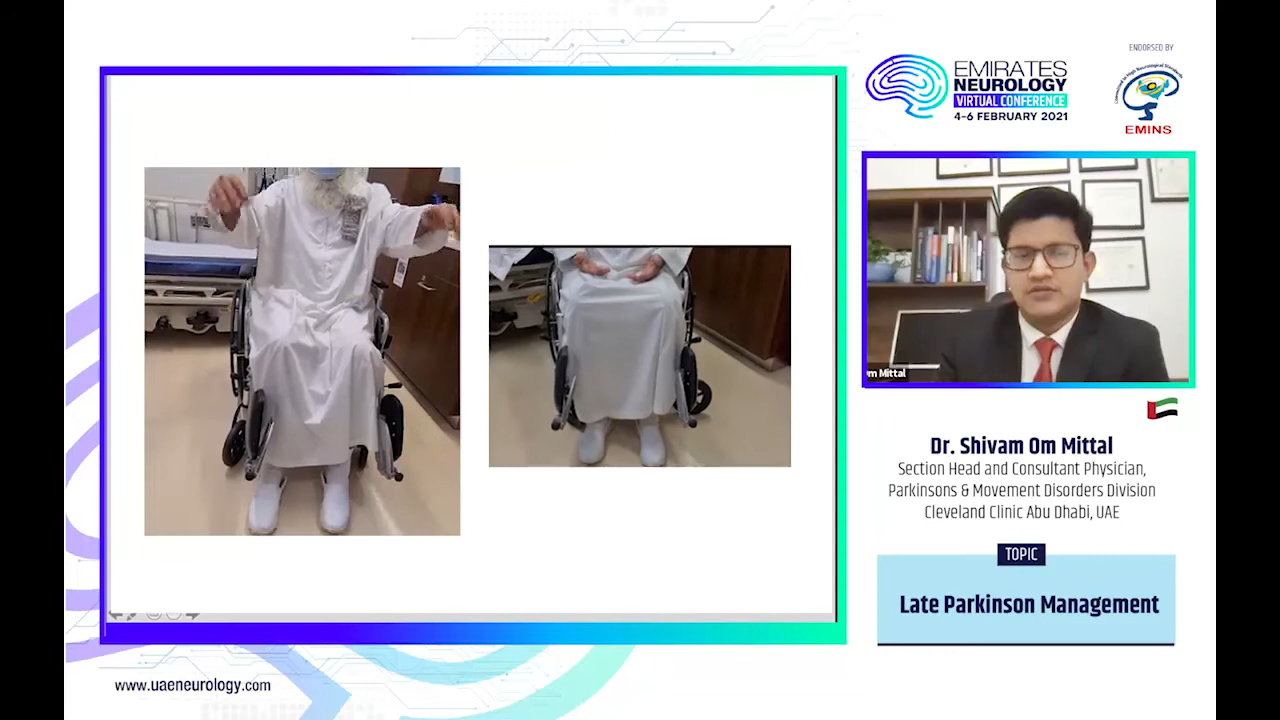 ENDORSED BY
EMIRATES
NEUROLOGY
VIRTUAL CONFERENCE
4-6 FEBRUARY 2021
EMINS
m Mittal
Dr. Shivam Om Mittal
Section Head and Consultant Physician,
Parkinsons & Movement Disorders Division
Cleveland Clinic Abu Dhabi, UAE
TOPIC
Late Parkinson Management
www.uaeneurology.com